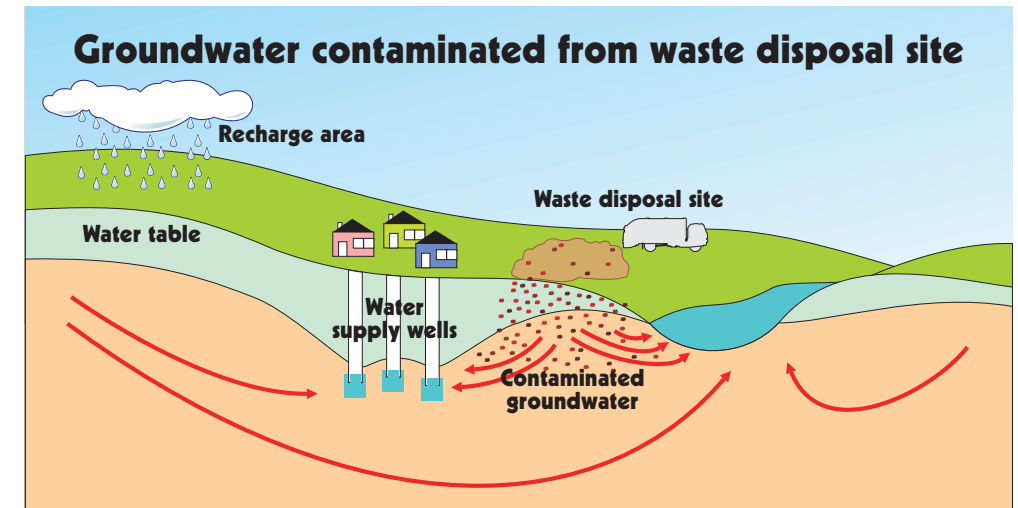 Groundwater contaminated from waste disposal site
Recharge area
Waste disposal site
Water table
Water
supply wells
Contaminated
groundwater